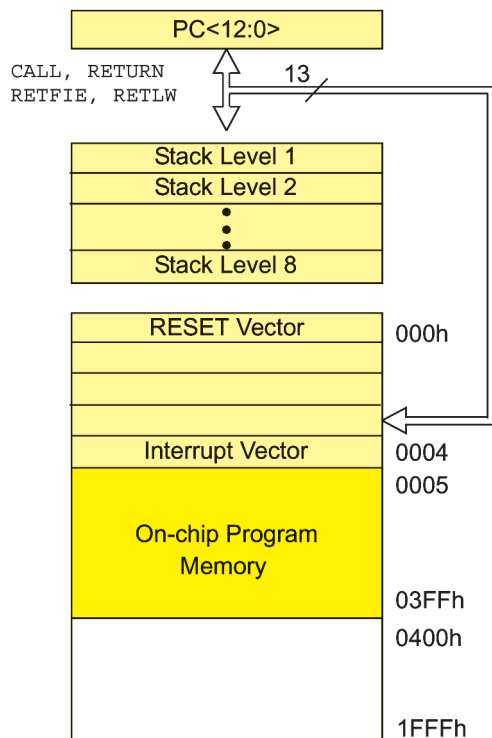 PC<12:0>
CALL, RETURN
RETFIE, RETLW
13
Stack Level 1
Stack Level 2
Stack Level 8
RESET Vector
000h
Interrupt Vector
0004
0005
On-chip Program
Memory
03FFh
0400h
1FFFh